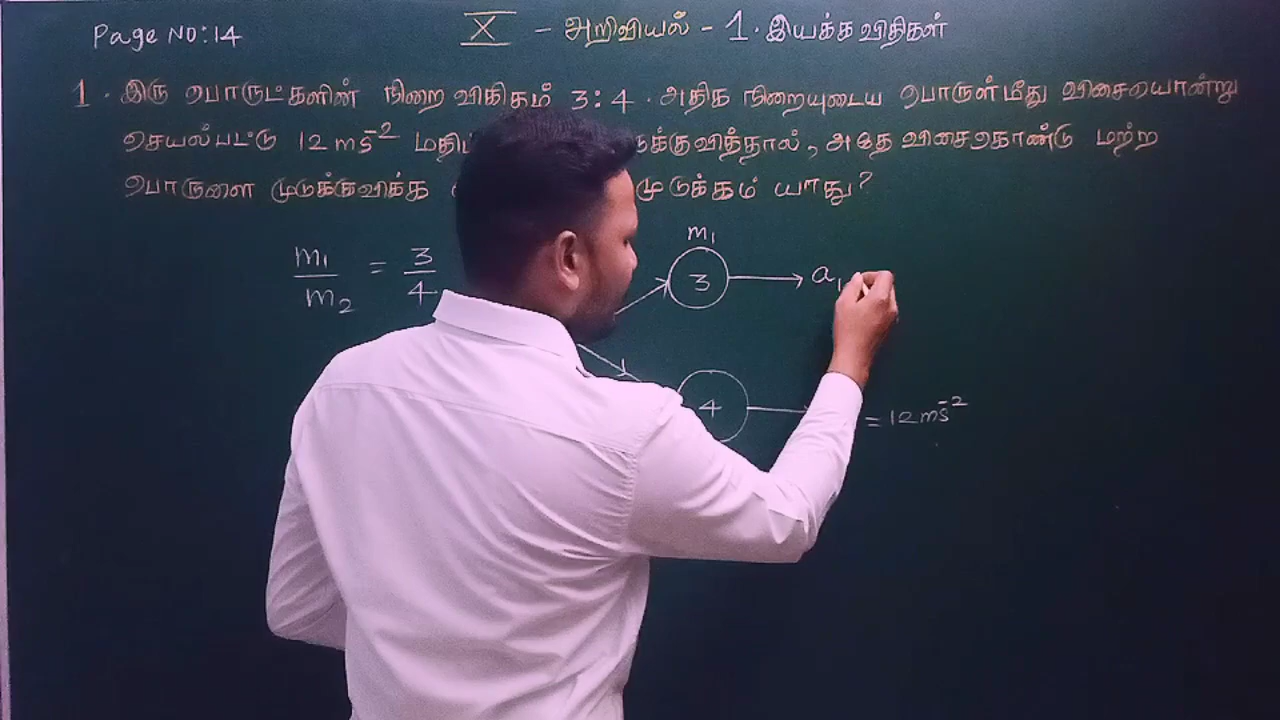 Page NO: 14
X - அறிவியல் - 1. இயக்க விதிகள்
1. இரு பொருட்களின் நிறை விகிதம் 3:4. அதிக நிறையுடைய பொருள் மீது விசையொன்று
செயல்பட்டு 12 ms⁻² மதிப் ுக்குவித்தால், அதே விசைகொண்டு மற்ற
பொருளை முடுக்குவிக்க முடுக்கம் யாது?
m₁/m₂ = 3/4
m₁
3 → a₁
4 → = 12 ms⁻²